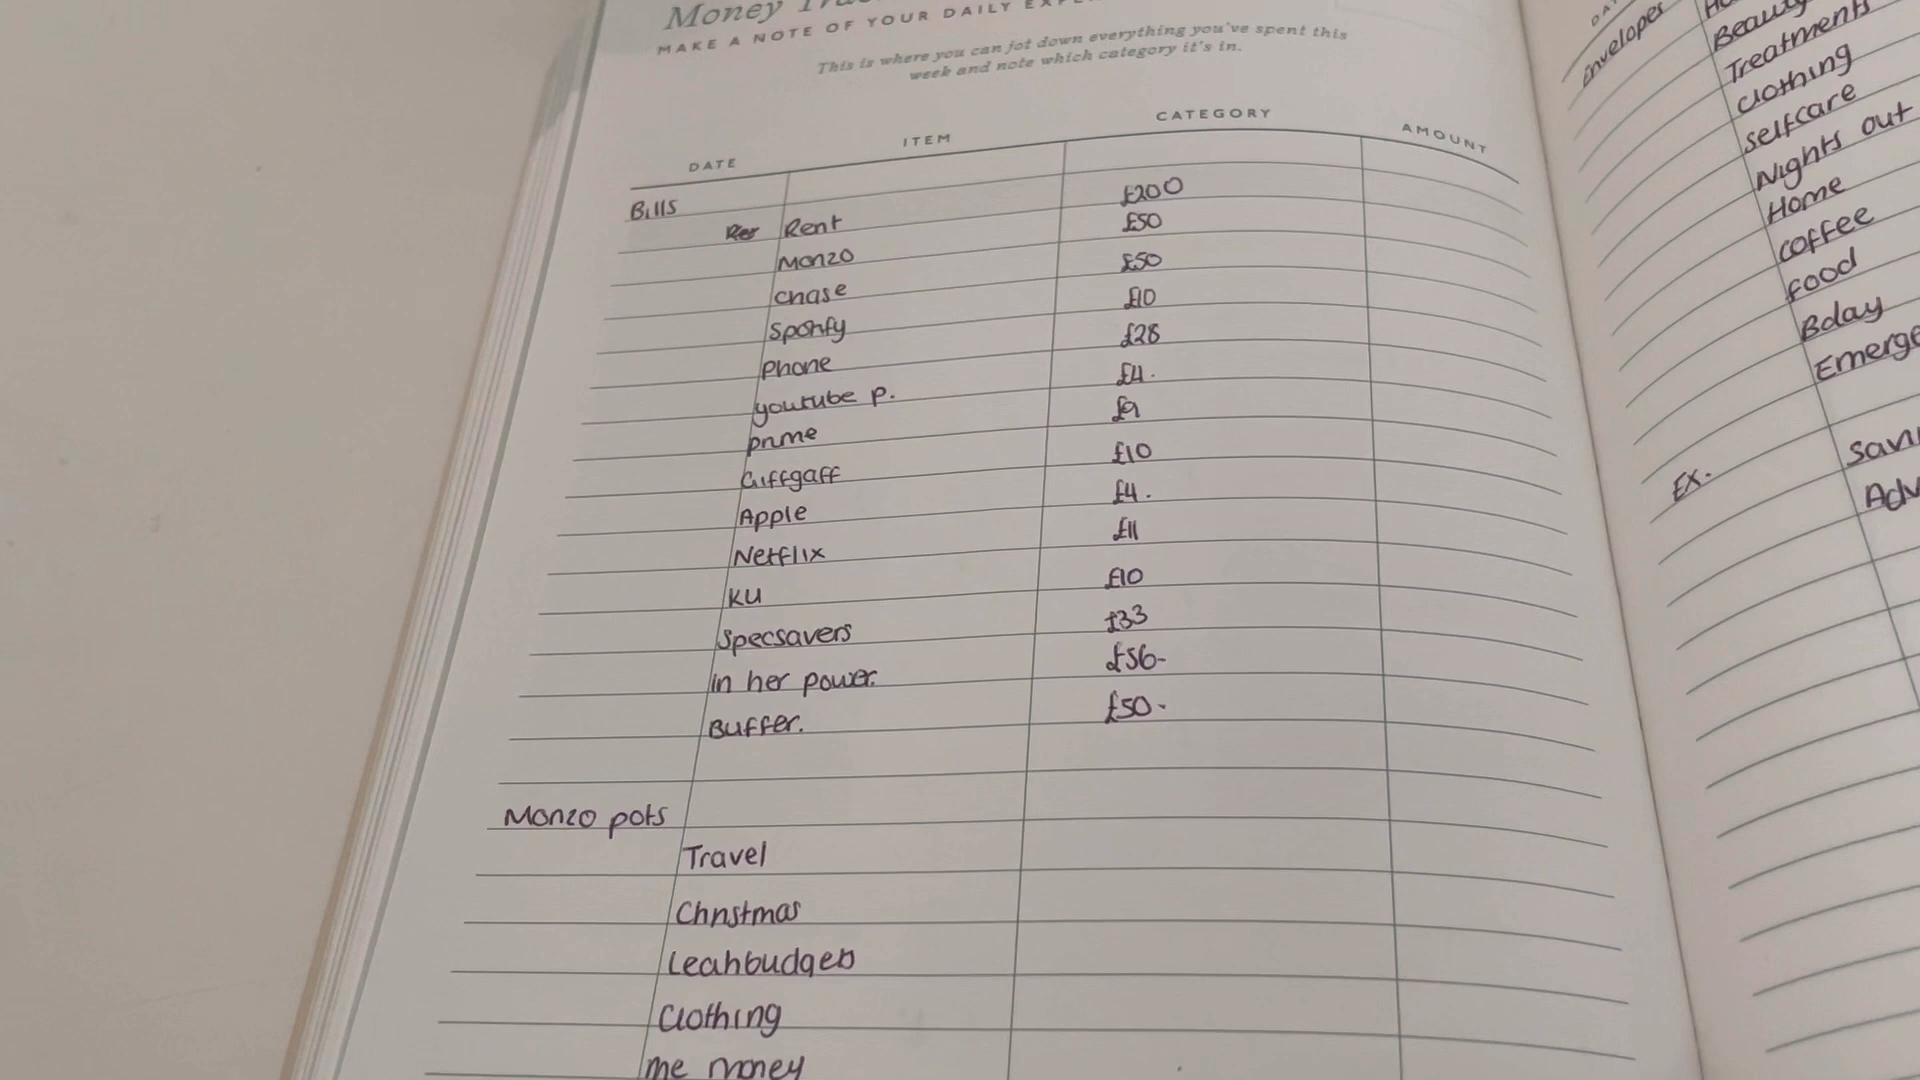 Money
MAKE A NOTE OF YOUR DAILY
This is where you can jot down everything you've spent this
week and note which category it's in.
DATE ITEM CATEGORY AMOUNT
Bills
Rent £200
Monzo £50
Chase £50
Spotify £10
Phone £28
youtube p. £4.
prime £9
Giffgaff £10
Apple £4.
Netflix £11
KU £10
Specsavers £33
In her power. £56-
Buffer. £50-
Monzo pots
Travel
Christmas
Leahbudgets
Clothing
me money
Envelopes
Beauty
Treatments
Clothing
selfcare
Nights out
Home
coffee
food
Bday
EX.